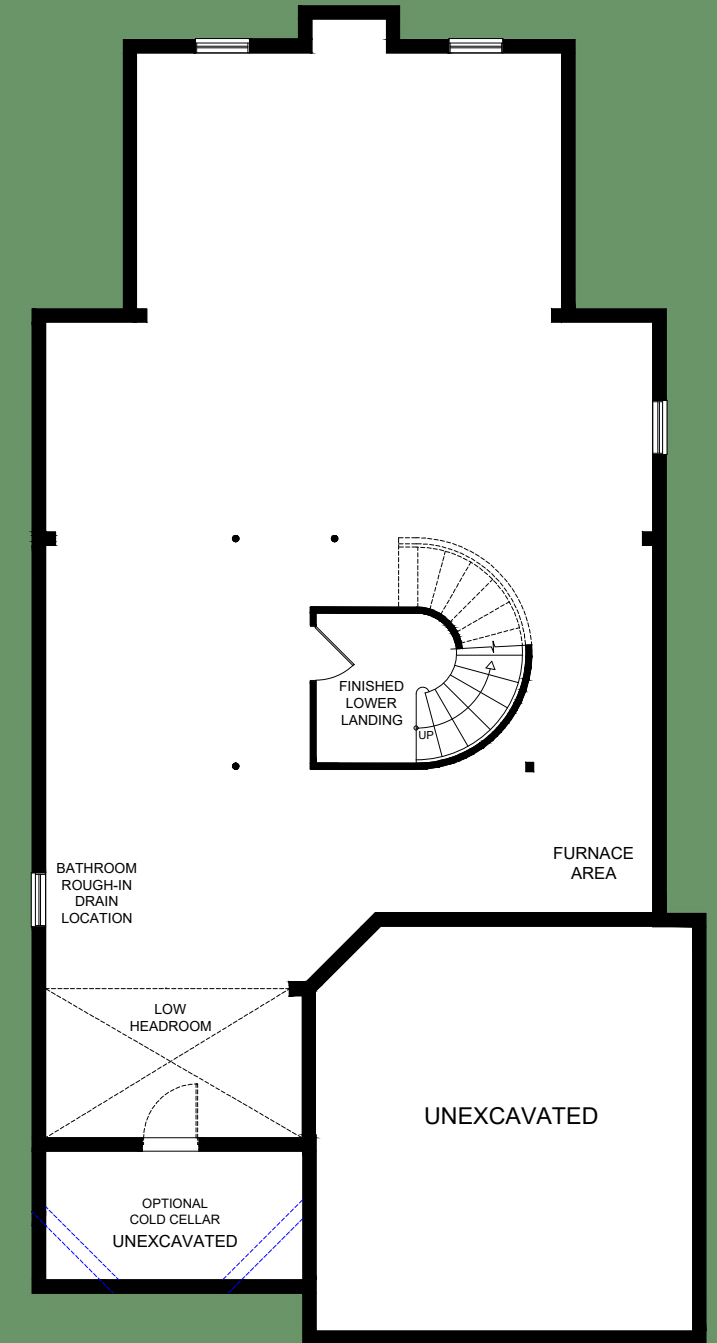 FINISHED
LOWER
LANDING
UP
BATHROOM
ROUGH-IN
DRAIN
LOCATION
FURNACE
AREA
LOW
HEADROOM
UNEXCAVATED
OPTIONAL
COLD CELLAR
UNEXCAVATED